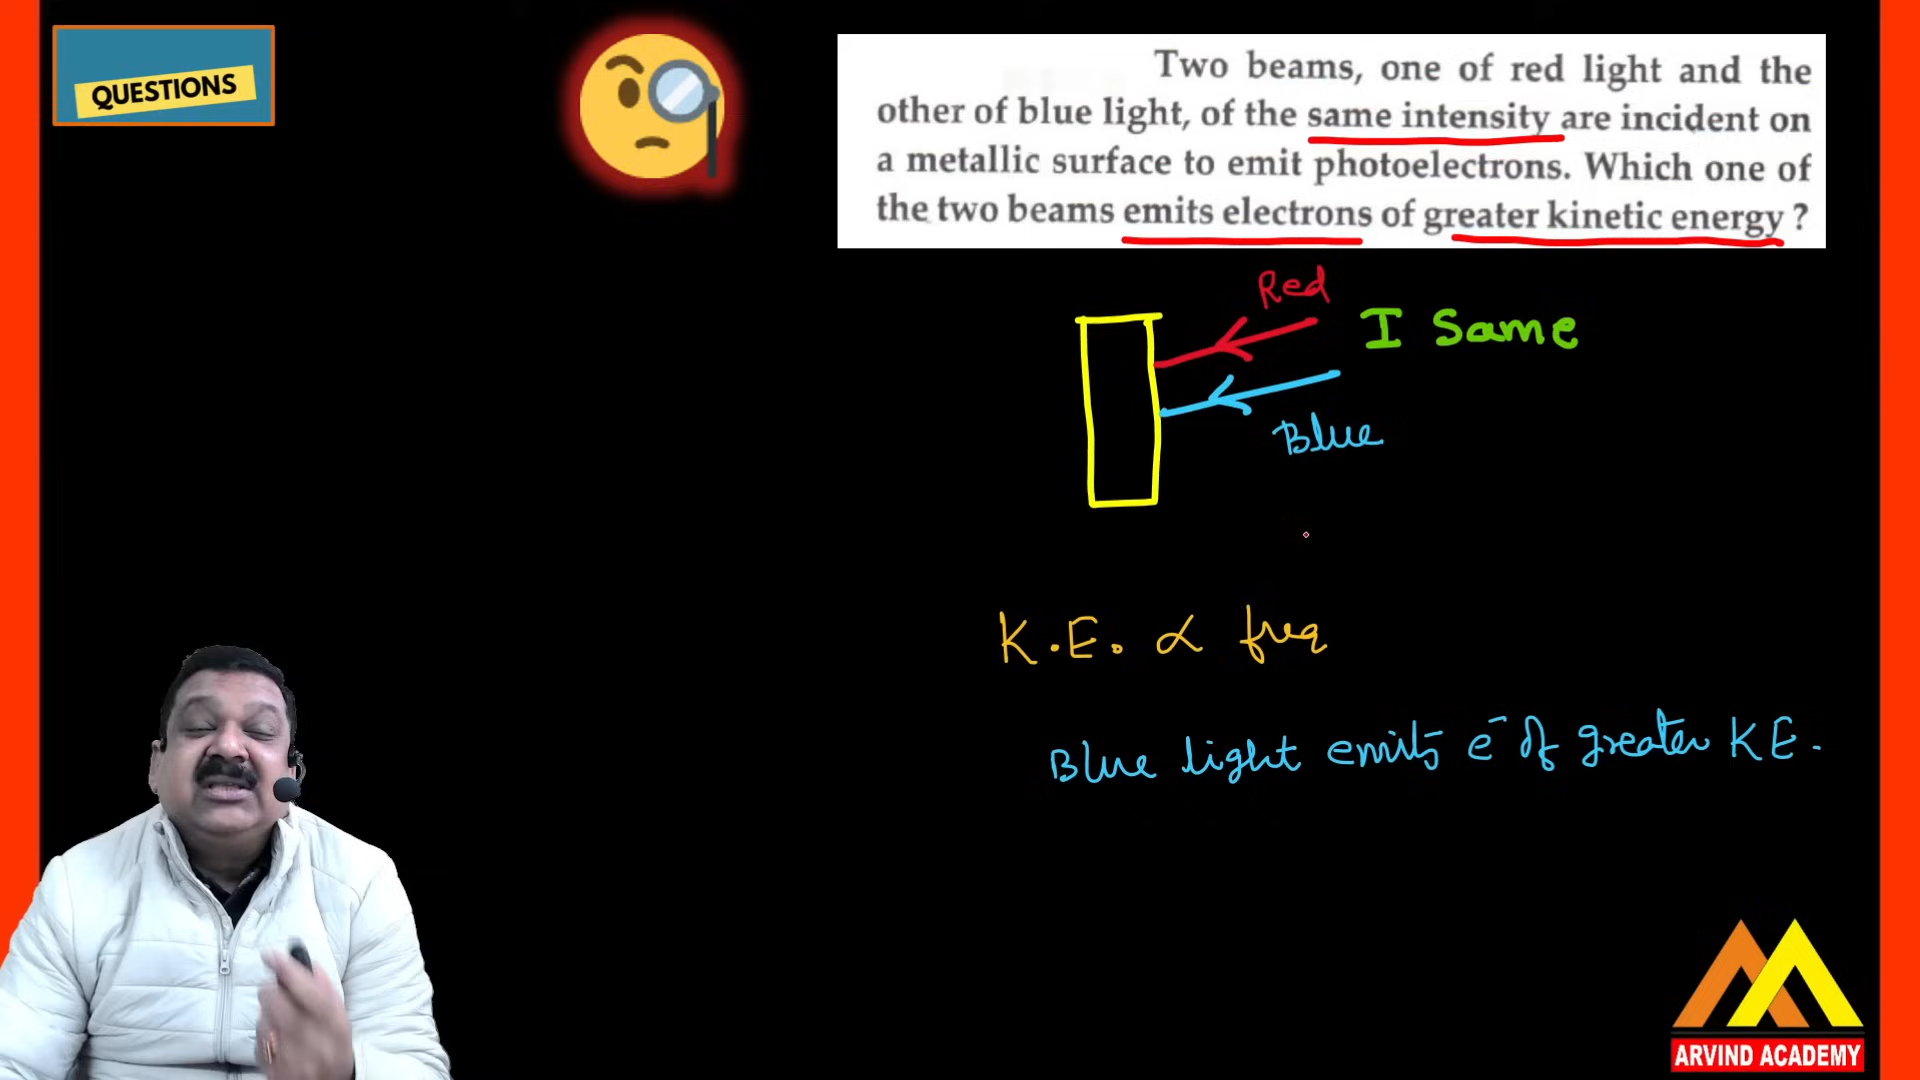 QUESTIONS
Two beams, one of red light and the
other of blue light, of the same intensity are incident on
a metallic surface to emit photoelectrons. Which one of
the two beams emits electrons of greater kinetic energy ?
Red
I Same
Blue
K.E. ∝ freq
Blue light emits e⁻ of greater KE.
ARVIND ACADEMY